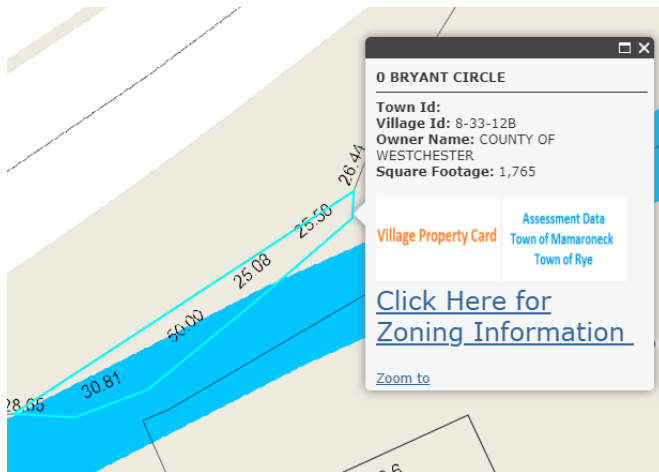 0 BRYANT CIRCLE
Town Id:
Village Id: 8-33-12B
Owner Name: COUNTY OF
WESTCHESTER
Square Footage: 1,765
Village Property Card
Assessment Data
Town of Mamaroneck
Town of Rye
Click Here for
Zoning Information
Zoom to
26.44
25.50
25.08
50.00
30.81
28.65